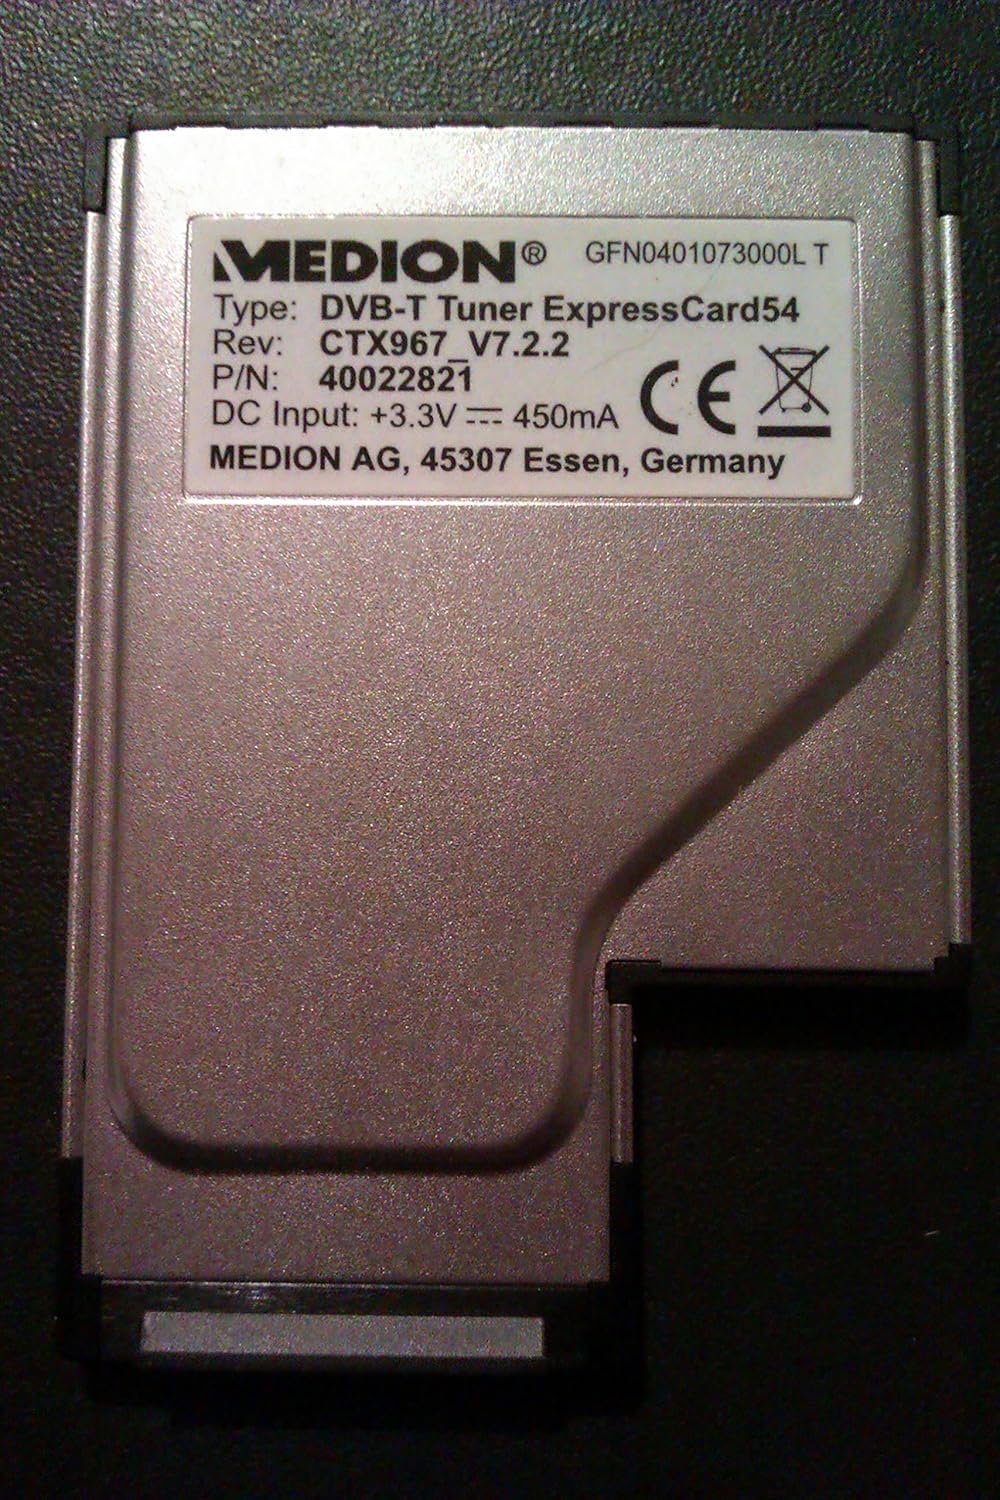 MEDION® GFN0401073000L T
Type: DVB-T Tuner ExpressCard54
Rev: CTX967_V7.2.2
P/N: 40022821
DC Input: +3.3V ⎓ 450mA CE
MEDION AG, 45307 Essen, Germany